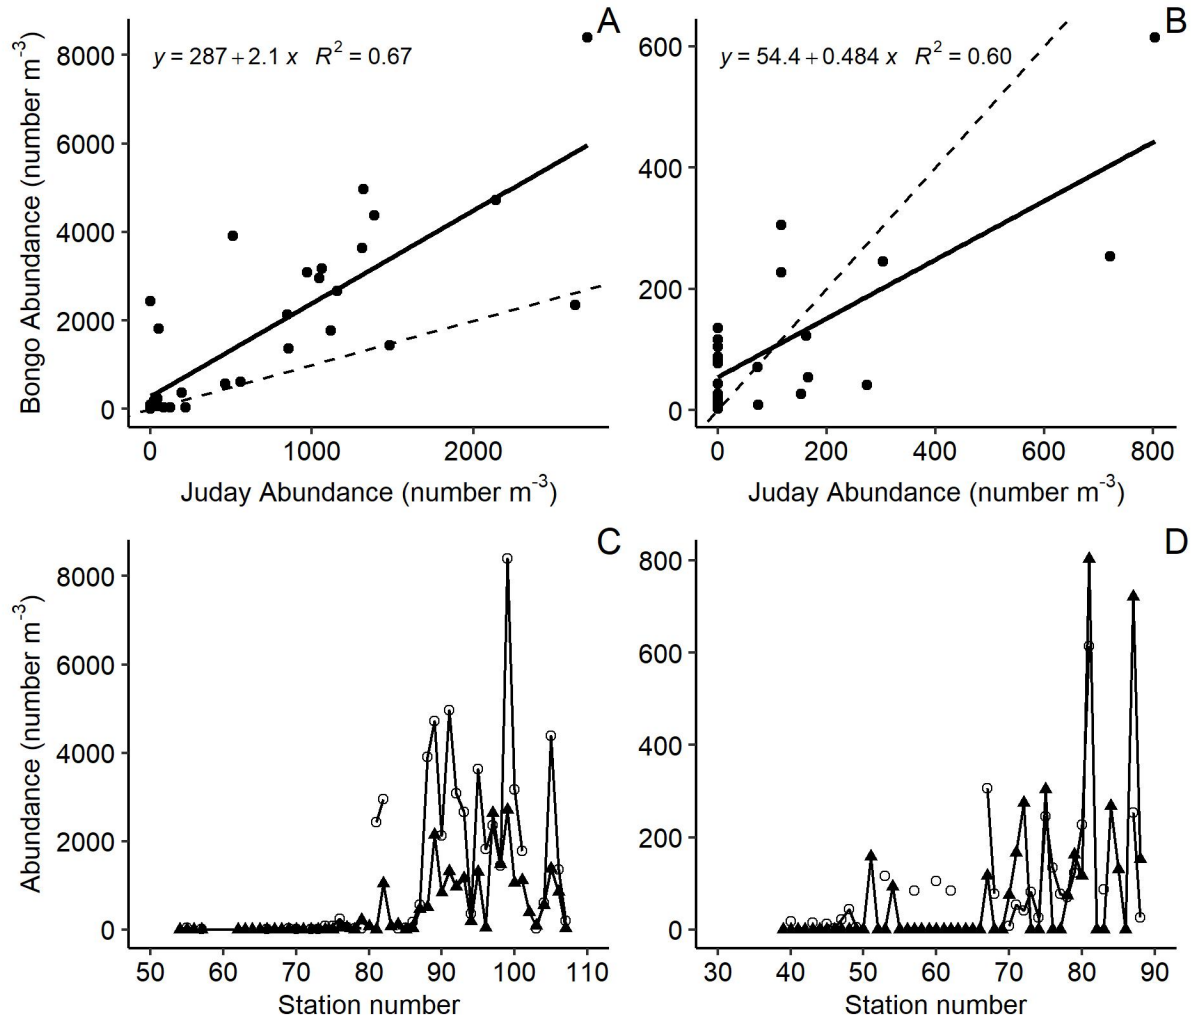 A
y = 287 + 2.1 x R² = 0.67
Bongo Abundance (number m⁻³)
8000
6000
4000
2000
0
0 1000 2000
Juday Abundance (number m⁻³)
B
y = 54.4 + 0.484 x R² = 0.60
600
400
200
0
0 200 400 600 800
Juday Abundance (number m⁻³)
C
Abundance (number m⁻³)
8000
6000
4000
2000
0
50 60 70 80 90 100 110
Station number
D
800
600
400
200
0
30 40 50 60 70 80 90
Station number